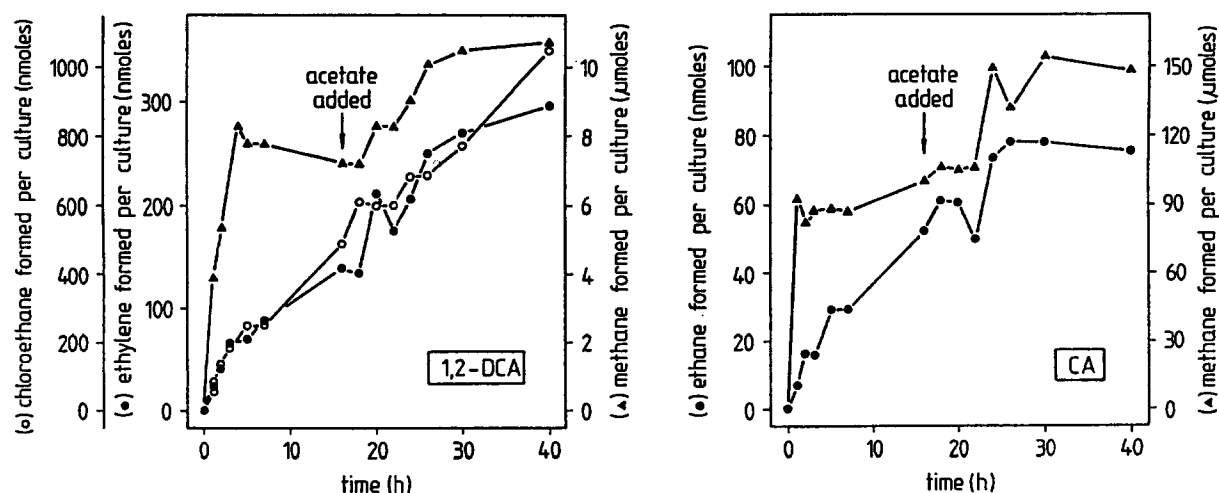 (o) chloroethane formed per culture (nmoles)
1000
800
600
400
200
0
(●) ethylene formed per culture (nmoles)
300
200
100
0
acetate
added
1,2-DCA
10
8
6
4
2
0
(▲) methane formed per culture (µmoles)
0 10 20 30 40
time (h)
(●) ethane formed per culture (nmoles)
100
80
60
40
20
0
acetate
added
CA
150
120
90
74
30
0
(▲) methane formed per culture (µmoles)
0 10 20 30 40
time (h)